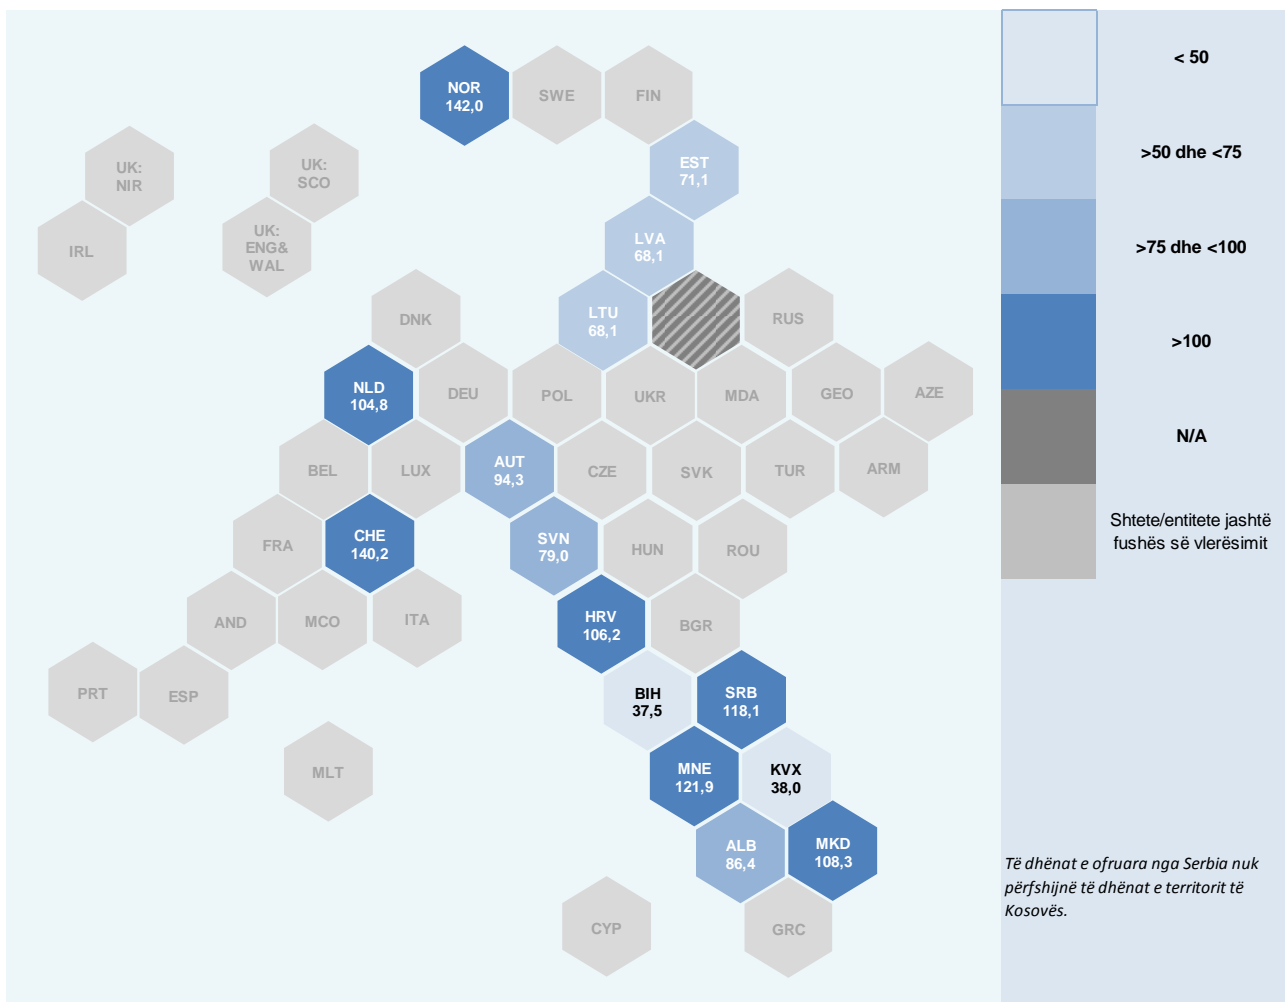 NOR
142,0
SWE
FIN
UK:
NIR
UK:
SCO
EST
71,1
IRL
UK:
ENG&
WAL
LVA
68,1
DNK
LTU
68,1
RUS
NLD
104,8
DEU
POL
UKR
MDA
GEO
AZE
BEL
LUX
AUT
94,3
CZE
SVK
TUR
ARM
FRA
CHE
140,2
SVN
79,0
HUN
ROU
AND
MCO
ITA
HRV
106,2
BGR
PRT
ESP
BIH
37,5
SRB
118,1
MLT
MNE
121,9
KVX
38,0
ALB
86,4
MKD
108,3
CYP
GRC
< 50
>50 dhe <75
>75 dhe <100
>100
N/A
Shtete/entitete jashtë
fushës së vlerësimit
Të dhënat e ofruara nga Serbia nuk
përfshijnë të dhënat e territorit të
Kosovës.